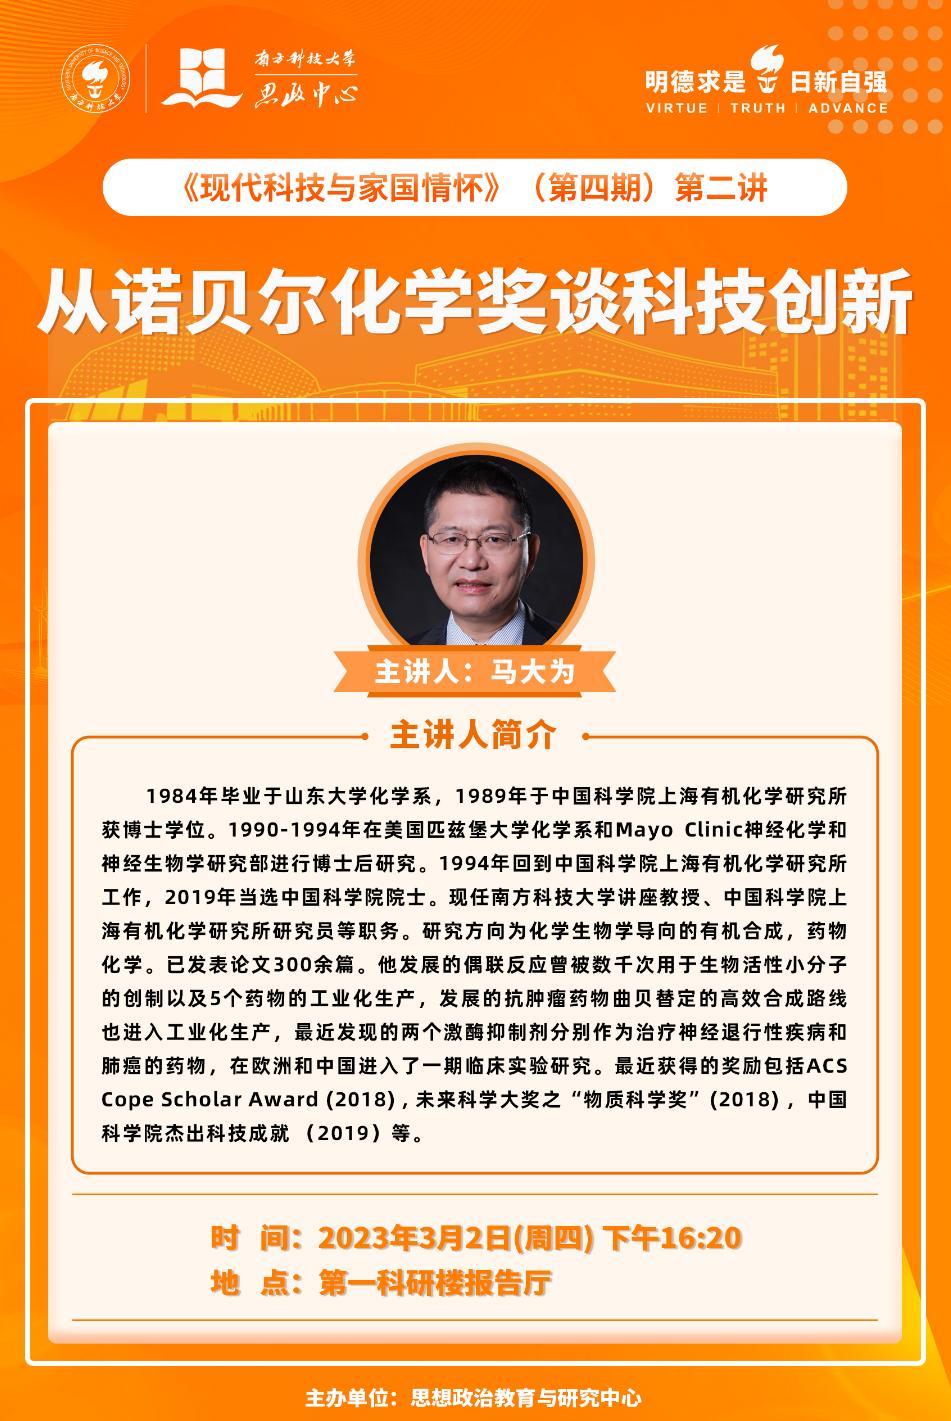 南方科技大学
思政中心
明德求是 日新自强
VIRTUE | TRUTH | ADVANCE
《现代科技与家国情怀》（第四期）第二讲
从诺贝尔化学奖谈科技创新
主讲人：马大为
主讲人简介
1984年毕业于山东大学化学系，1989年于中国科学院上海有机化学研究所
获博士学位。1990-1994年在美国匹兹堡大学化学系和Mayo Clinic神经化学和
神经生物学研究部进行博士后研究。1994年回到中国科学院上海有机化学研究所
工作，2019年当选中国科学院院士。现任南方科技大学讲座教授、中国科学院上
海有机化学研究所研究员等职务。研究方向为化学生物学导向的有机合成，药物
化学。已发表论文300余篇。他发展的偶联反应曾被数千次用于生物活性小分子
的创制以及5个药物的工业化生产，发展的抗肿瘤药物曲贝替定的高效合成路线
也进入工业化生产，最近发现的两个激酶抑制剂分别作为治疗神经退行性疾病和
肺癌的药物，在欧洲和中国进入了一期临床实验研究。最近获得的奖励包括ACS
Cope Scholar Award (2018) , 未来科学大奖之“物质科学奖”(2018) ，中国
科学院杰出科技成就（2019）等。
时 间：2023年3月2日(周四) 下午16:20
地 点：第一科研楼报告厅
主办单位：思想政治教育与研究中心